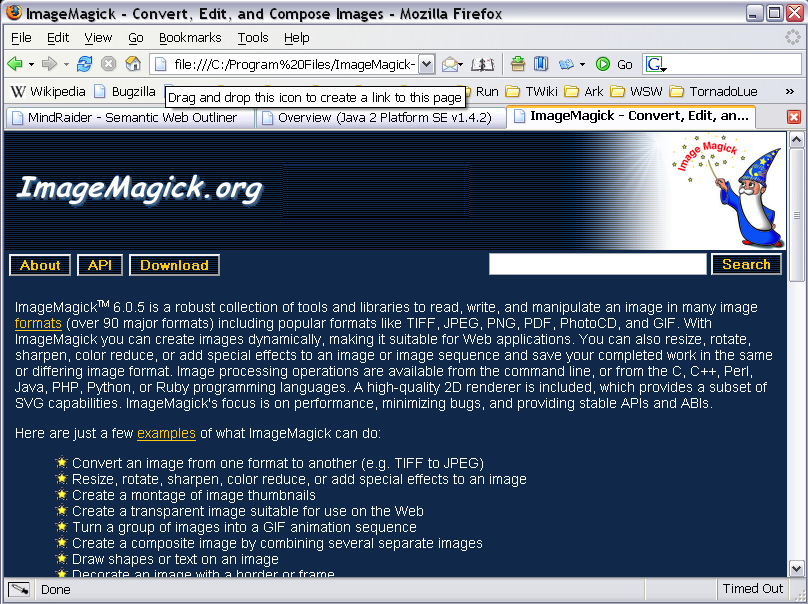 ImageMagick - Convert, Edit, and Compose Images - Mozilla Firefox
File Edit View Go Bookmarks Tools Help
file:///C:/Program%20Files/ImageMagick- Go G
Wikipedia Bugzilla Run TWiki Ark WSW TornadoLue »
Drag and drop this icon to create a link to this page
MindRaider - Semantic Web Outliner Overview (Java 2 Platform SE v1.4.2) ImageMagick - Convert, Edit, an...
Image Magick
ImageMagick.org
About API Download Search
ImageMagick™ 6.0.5 is a robust collection of tools and libraries to read, write, and manipulate an image in many image
formats (over 90 major formats) including popular formats like TIFF, JPEG, PNG, PDF, PhotoCD, and GIF. With
ImageMagick you can create images dynamically, making it suitable for Web applications. You can also resize, rotate,
sharpen, color reduce, or add special effects to an image or image sequence and save your completed work in the same
or differing image format. Image processing operations are available from the command line, or from the C, C++, Perl,
Java, PHP, Python, or Ruby programming languages. A high-quality 2D renderer is included, which provides a subset of
SVG capabilities. ImageMagick's focus is on performance, minimizing bugs, and providing stable APIs and ABIs.
Here are just a few examples of what ImageMagick can do:
Convert an image from one format to another (e.g. TIFF to JPEG)
Resize, rotate, sharpen, color reduce, or add special effects to an image
Create a montage of image thumbnails
Create a transparent image suitable for use on the Web
Turn a group of images into a GIF animation sequence
Create a composite image by combining several separate images
Draw shapes or text on an image
Decorate an image with a border or frame
Done Timed Out